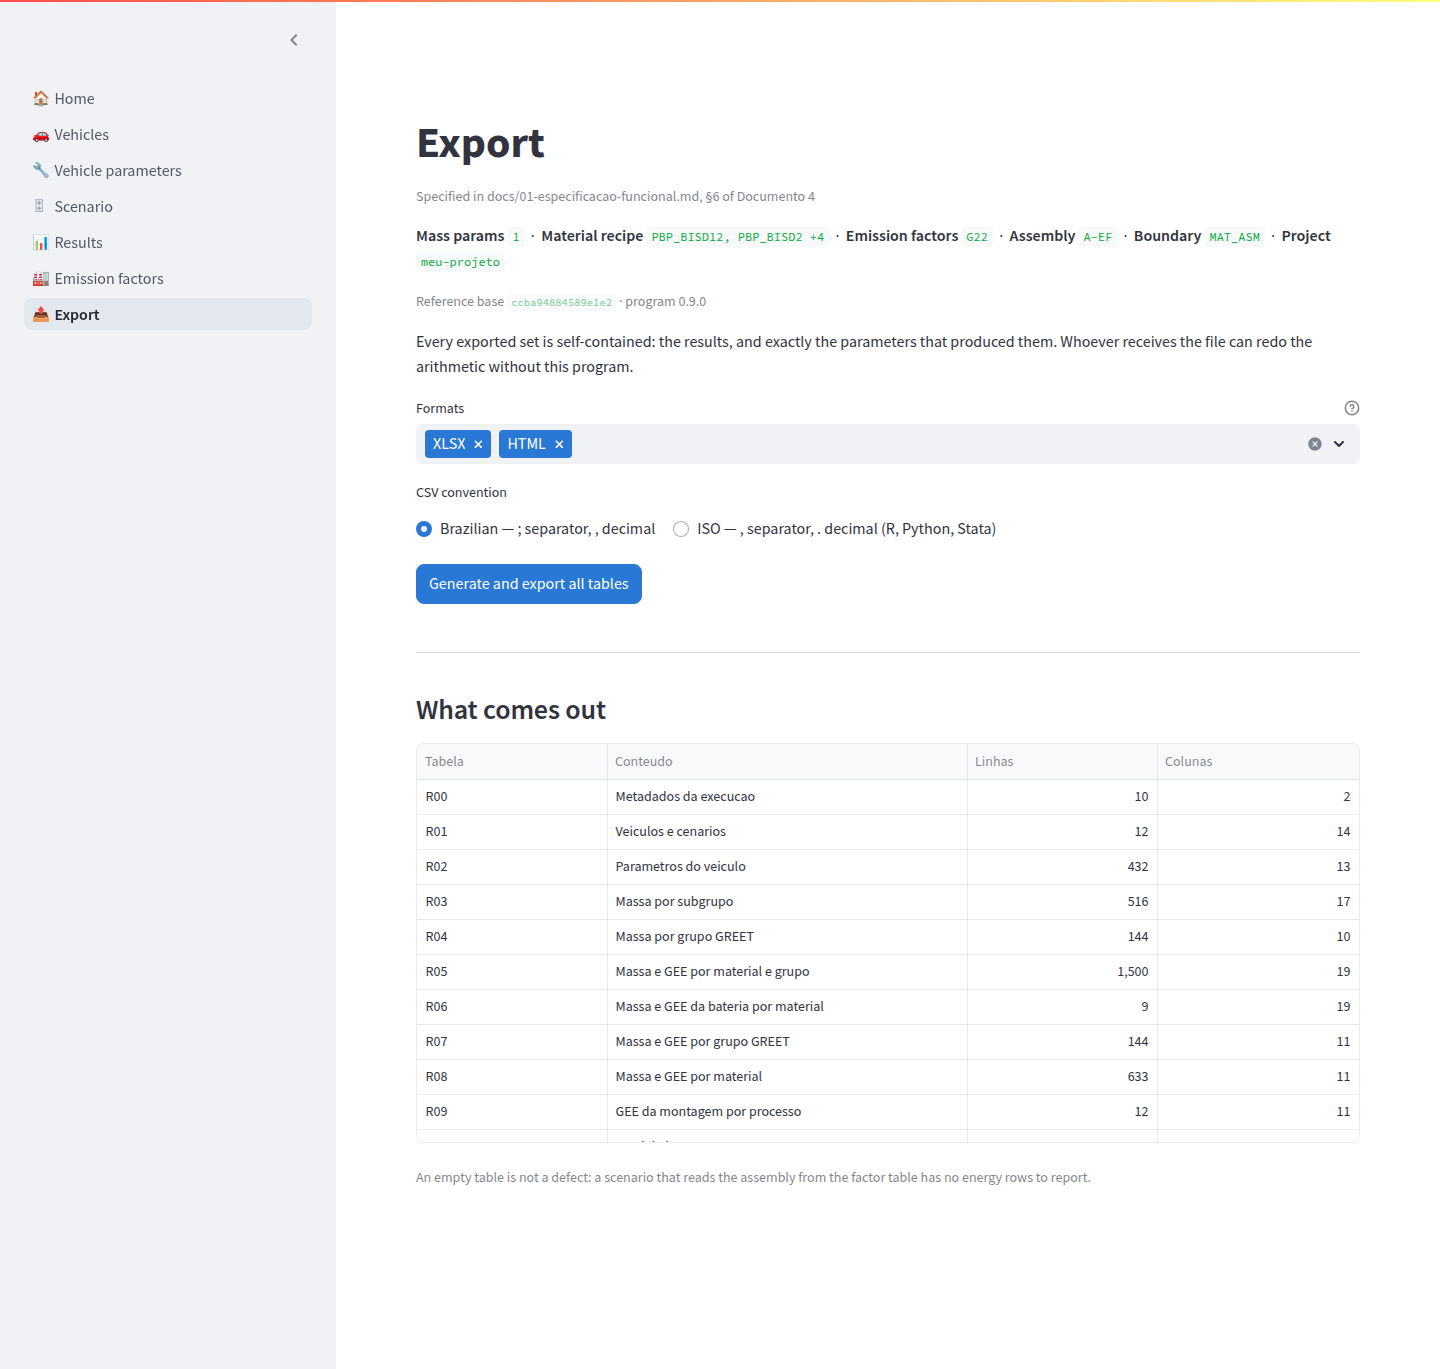 Home
Vehicles
Vehicle parameters
Scenario
Results
Emission factors
Export
Export
Specified in docs/01-especificacao-funcional.md, §6 of Documento 4
Mass params 1 · Material recipe PBP_BISD12, PBP_BISD2 +4 · Emission factors G22 · Assembly A-EF · Boundary MAT_ASM · Project
meu-projeto
Reference base ccba94884589e1e2 · program 0.9.0
Every exported set is self-contained: the results, and exactly the parameters that produced them. Whoever receives the file can redo the
arithmetic without this program.
Formats
XLSX HTML
CSV convention
Brazilian — ; separator, , decimal ISO — , separator, . decimal (R, Python, Stata)
Generate and export all tables
What comes out
Tabela Conteudo Linhas Colunas
R00 Metadados da execucao 10 2
R01 Veiculos e cenarios 12 14
R02 Parametros do veiculo 432 13
R03 Massa por subgrupo 516 17
R04 Massa por grupo GREET 144 10
R05 Massa e GEE por material e grupo 1,500 19
R06 Massa e GEE da bateria por material 9 19
R07 Massa e GEE por grupo GREET 144 11
R08 Massa e GEE por material 633 11
R09 GEE da montagem por processo 12 11
An empty table is not a defect: a scenario that reads the assembly from the factor table has no energy rows to report.